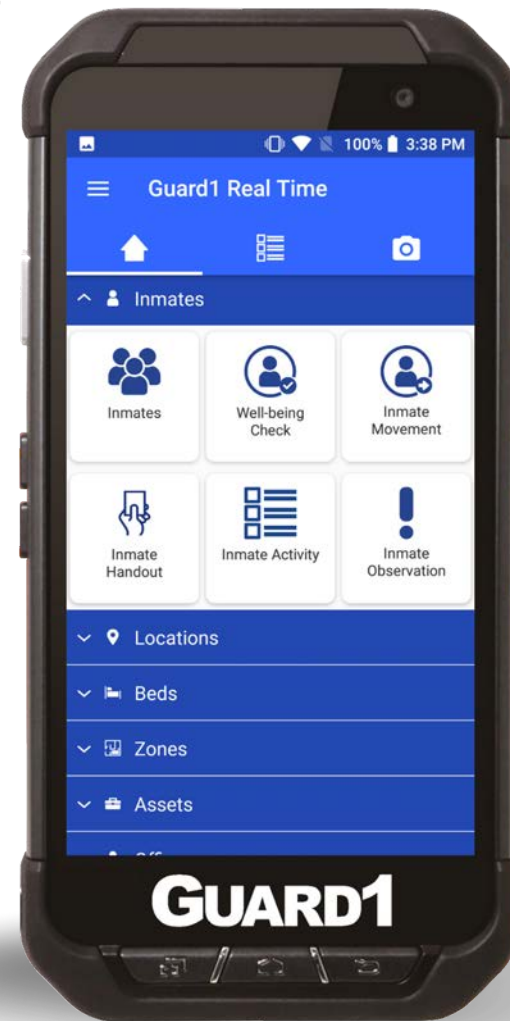 100% 3:38 PM
Guard1 Real Time
Inmates
Inmates
Well-being
Check
Inmate
Movement
Inmate
Handout
Inmate Activity
Inmate
Observation
Locations
Beds
Zones
Assets
GUARD1